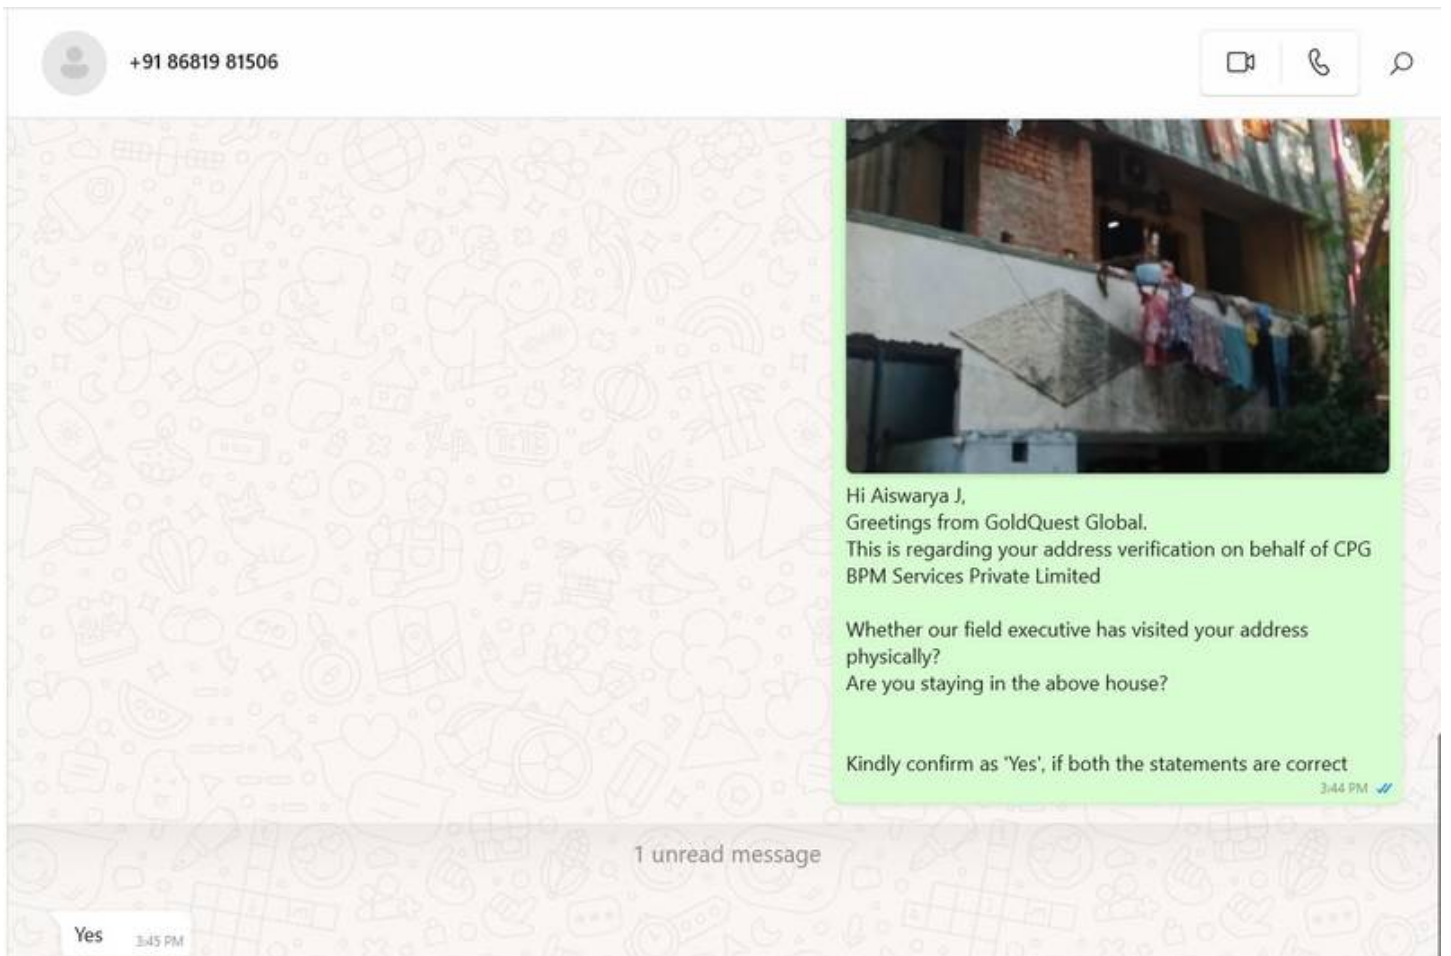 +91 86819 81506
Hi Aiswarya J,
Greetings from GoldQuest Global.
This is regarding your address verification on behalf of CPG
BPM Services Private Limited
Whether our field executive has visited your address
physically?
Are you staying in the above house?
Kindly confirm as 'Yes', if both the statements are correct
3:44 PM
1 unread message
Yes
3:45 PM